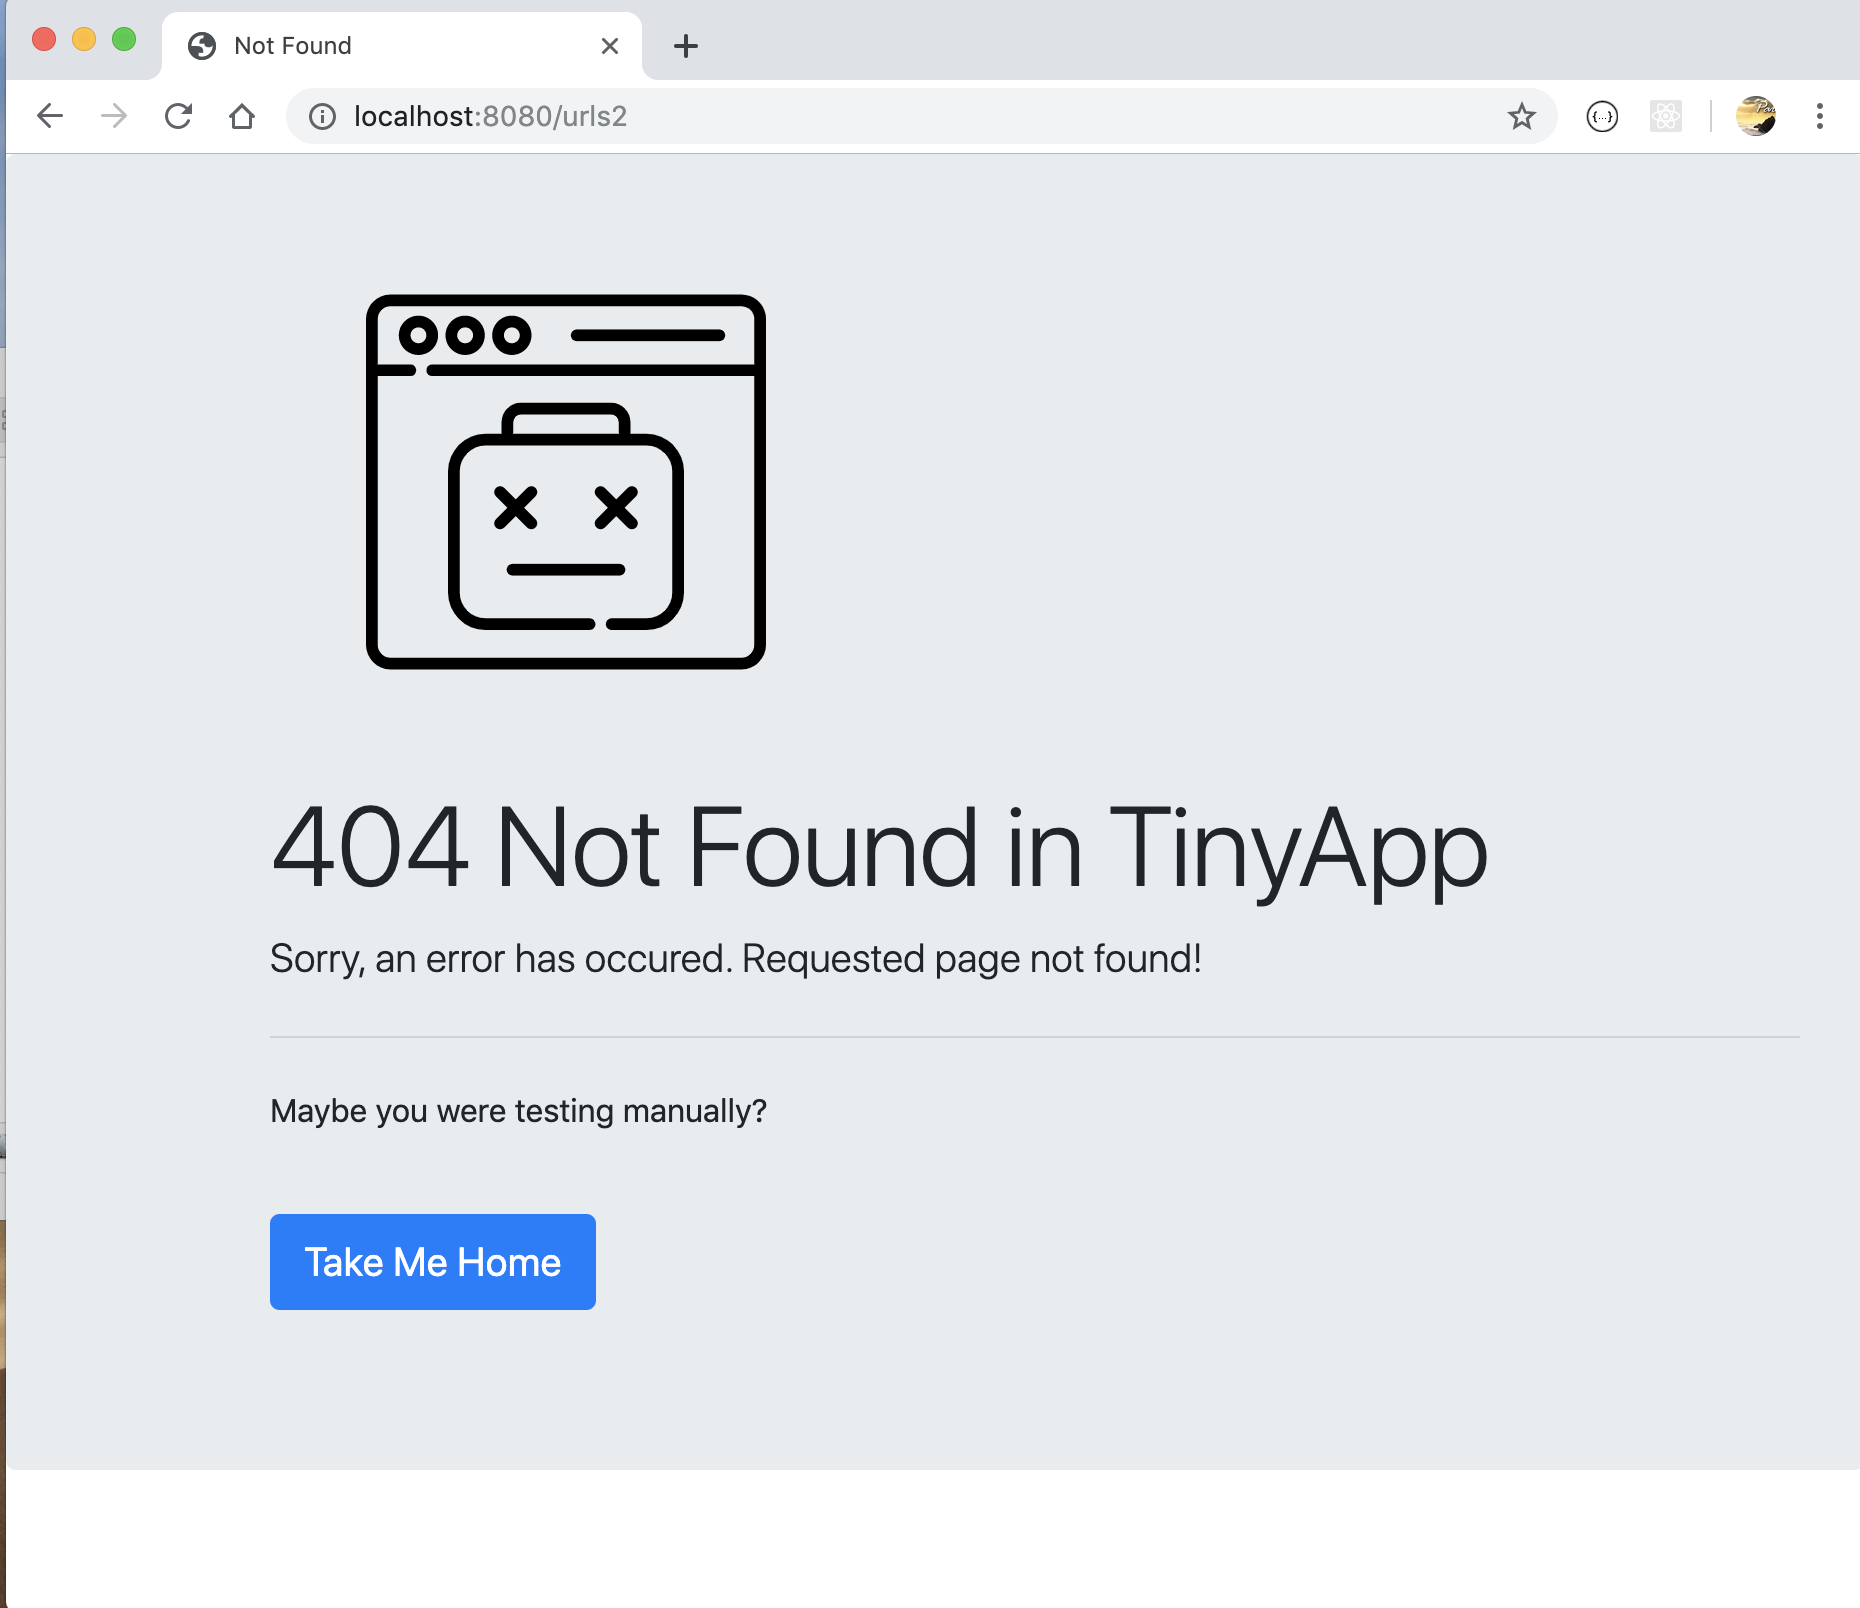 Not Found
localhost:8080/urls2
404 Not Found in TinyApp
Sorry, an error has occured. Requested page not found!
Maybe you were testing manually?
Take Me Home